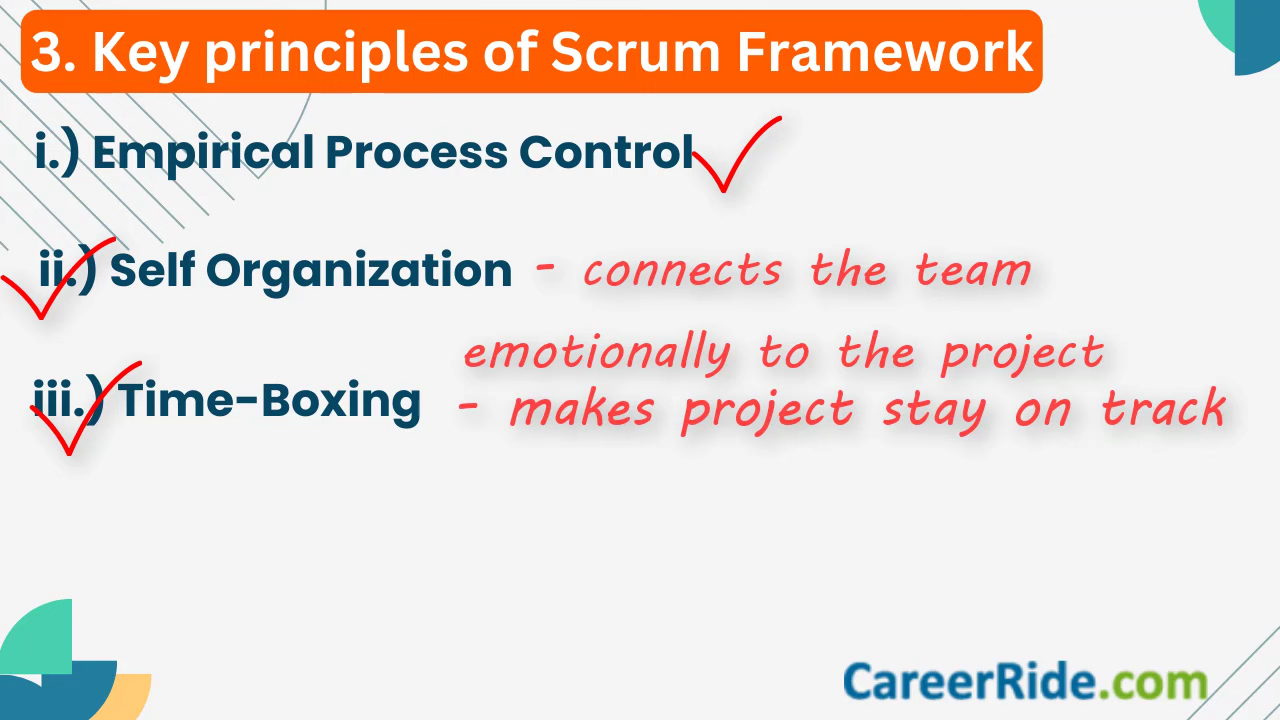 3. Key principles of Scrum Framework
i.) Empirical Process Control
ii.) Self Organization - connects the team
emotionally to the project
iii.) Time-Boxing - makes project stay on track
CareerRide.com